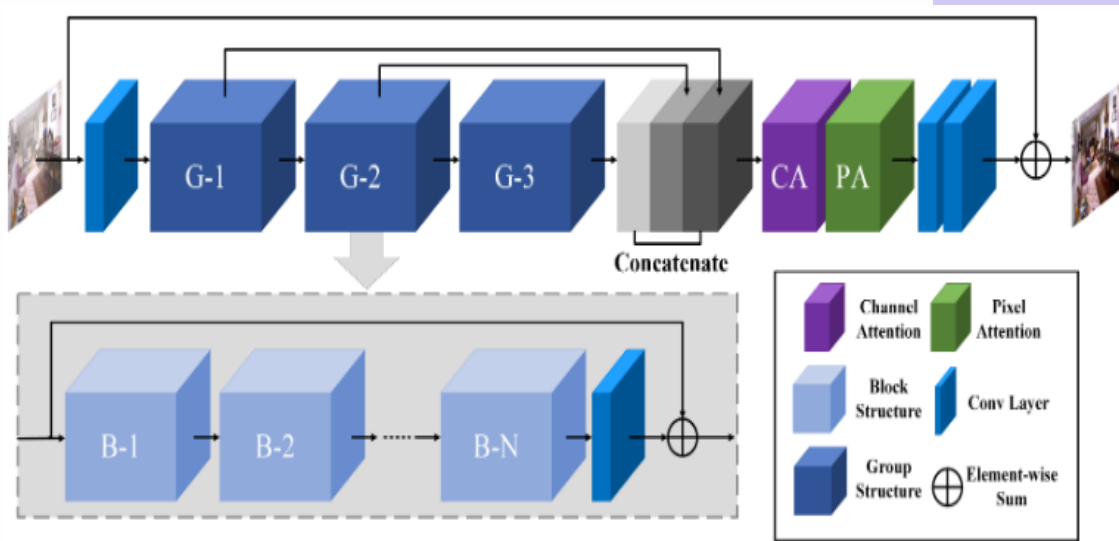 G-1
G-2
G-3
CA
PA
Concatenate
B-1
B-2
B-N
Channel
Attention
Pixel
Attention
Block
Structure
Conv Layer
Group
Structure
Element-wise
Sum